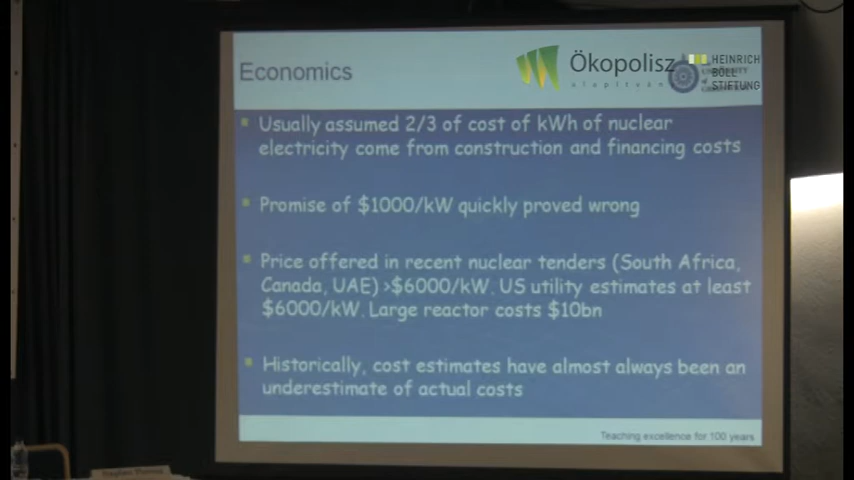 Economics
Ökopolisz
alapítvány
HEINRICH
BÖLL
STIFTUNG
Usually assumed 2/3 of cost of kWh of nuclear
electricity come from construction and financing costs
Promise of $1000/kW quickly proved wrong
Price offered in recent nuclear tenders (South Africa,
Canada, UAE) >$6000/kW. US utility estimates at least
$6000/kW. Large reactor costs $10bn
Historically, cost estimates have almost always been an
underestimate of actual costs
Teaching excellence for 100 years